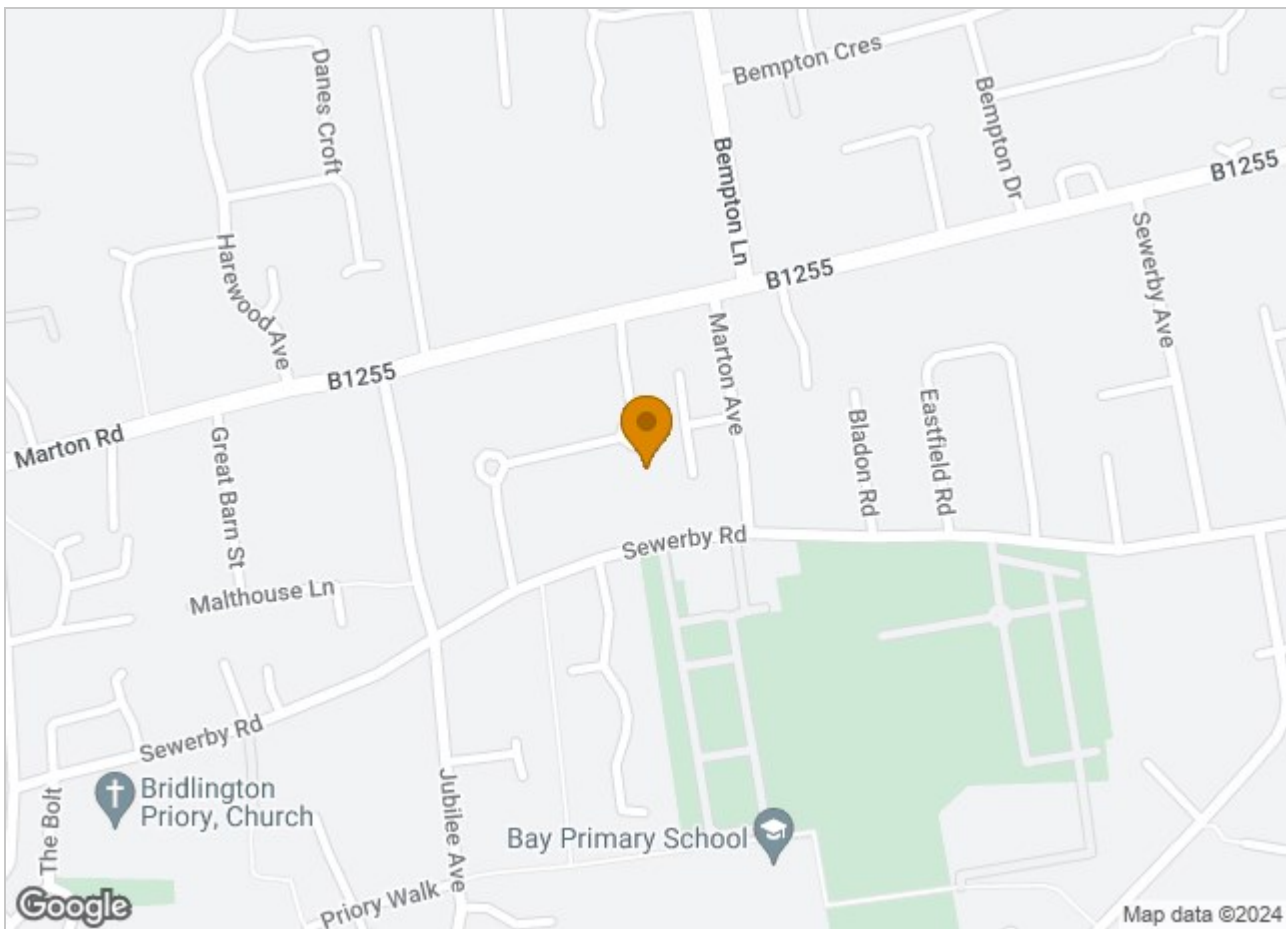 Bempton Cres
Danes Croft
Bempton Dr
Bempton Ln
B1255
Sewerby Ave
B1255
Harewood Ave
Marton Ave
B1255
Eastfield Rd
Bladon Rd
Marton Rd
Great Barn St
Sewerby Rd
Malthouse Ln
Sewerby Rd
Bridlington
Priory, Church
The Bolt
Jubilee Ave
Bay Primary School
Priory Walk
Google
Map data ©2024